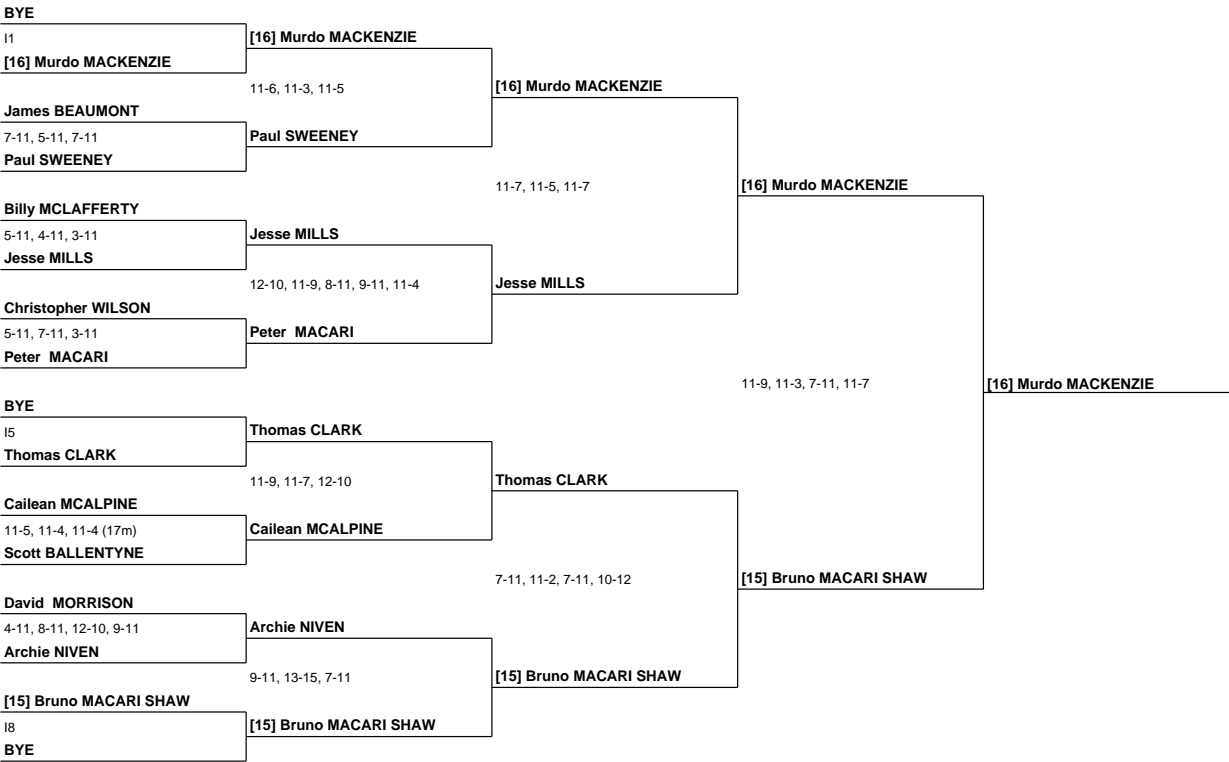 BYE
I1
[16] Murdo MACKENZIE
James BEAUMONT
7-11, 5-11, 7-11
Paul SWEENEY
Billy MCLAFFERTY
5-11, 4-11, 3-11
Jesse MILLS
Christopher WILSON
5-11, 7-11, 3-11
Peter MACARI
BYE
I5
Thomas CLARK
Cailean MCALPINE
11-5, 11-4, 11-4 (17m)
Scott BALLENTYNE
David MORRISON
4-11, 8-11, 12-10, 9-11
Archie NIVEN
[15] Bruno MACARI SHAW
I8
BYE
[16] Murdo MACKENZIE
11-6, 11-3, 11-5
Paul SWEENEY
Jesse MILLS
12-10, 11-9, 8-11, 9-11, 11-4
Peter MACARI
Thomas CLARK
11-9, 11-7, 12-10
Cailean MCALPINE
Archie NIVEN
9-11, 13-15, 7-11
[15] Bruno MACARI SHAW
[16] Murdo MACKENZIE
11-7, 11-5, 11-7
Jesse MILLS
Thomas CLARK
7-11, 11-2, 7-11, 10-12
[15] Bruno MACARI SHAW
[16] Murdo MACKENZIE
11-9, 11-3, 7-11, 11-7
[15] Bruno MACARI SHAW
[16] Murdo MACKENZIE